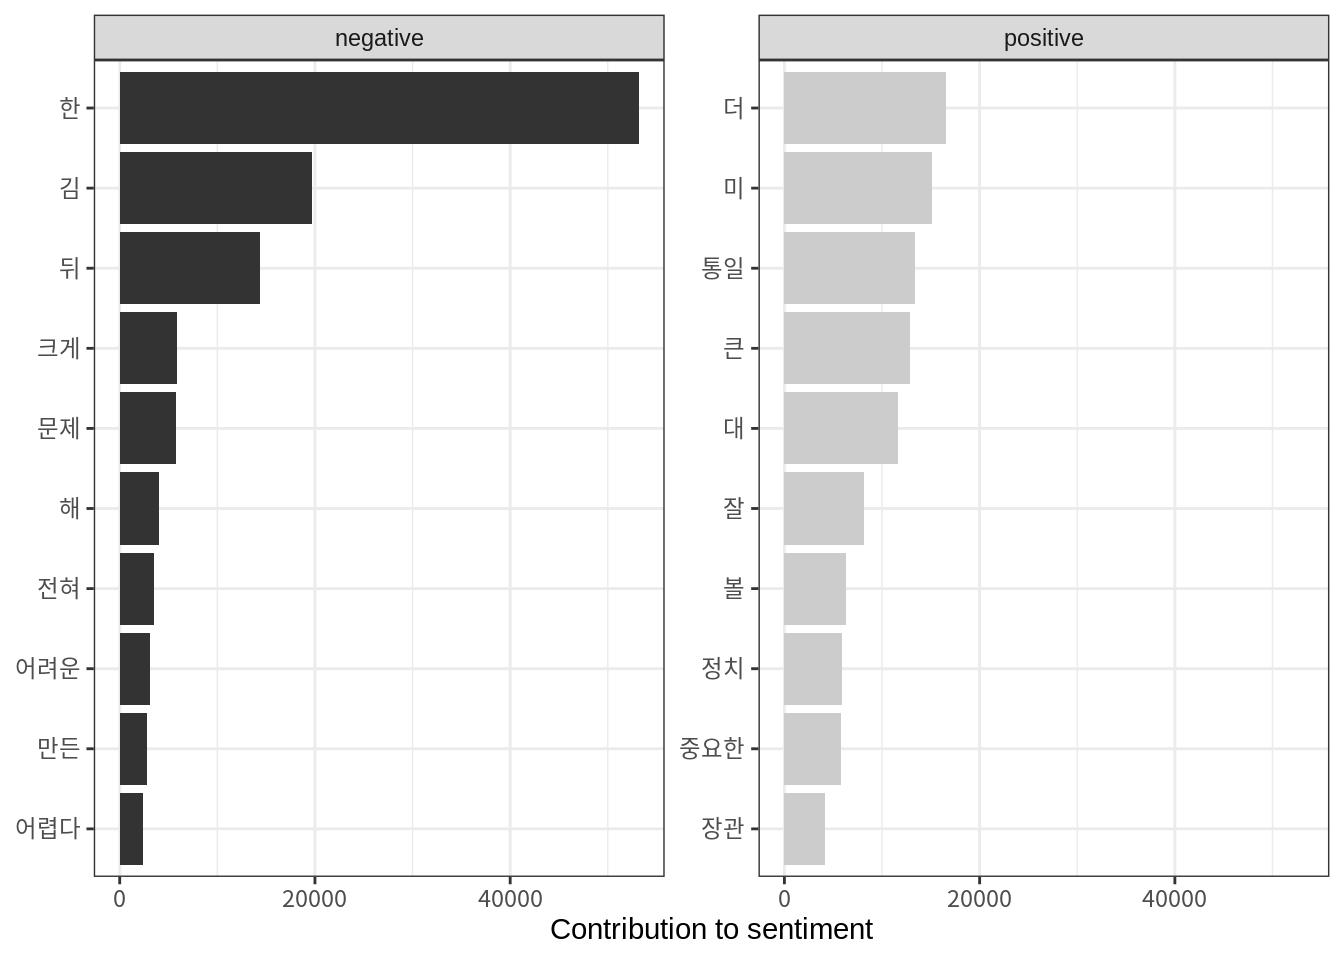 negative
한
김
뒤
크게
문제
해
전혀
어려운
만든
어렵다
0 20000 40000
positive
더
미
통일
큰
대
잘
볼
정치
중요한
장관
0 20000 40000
Contribution to sentiment